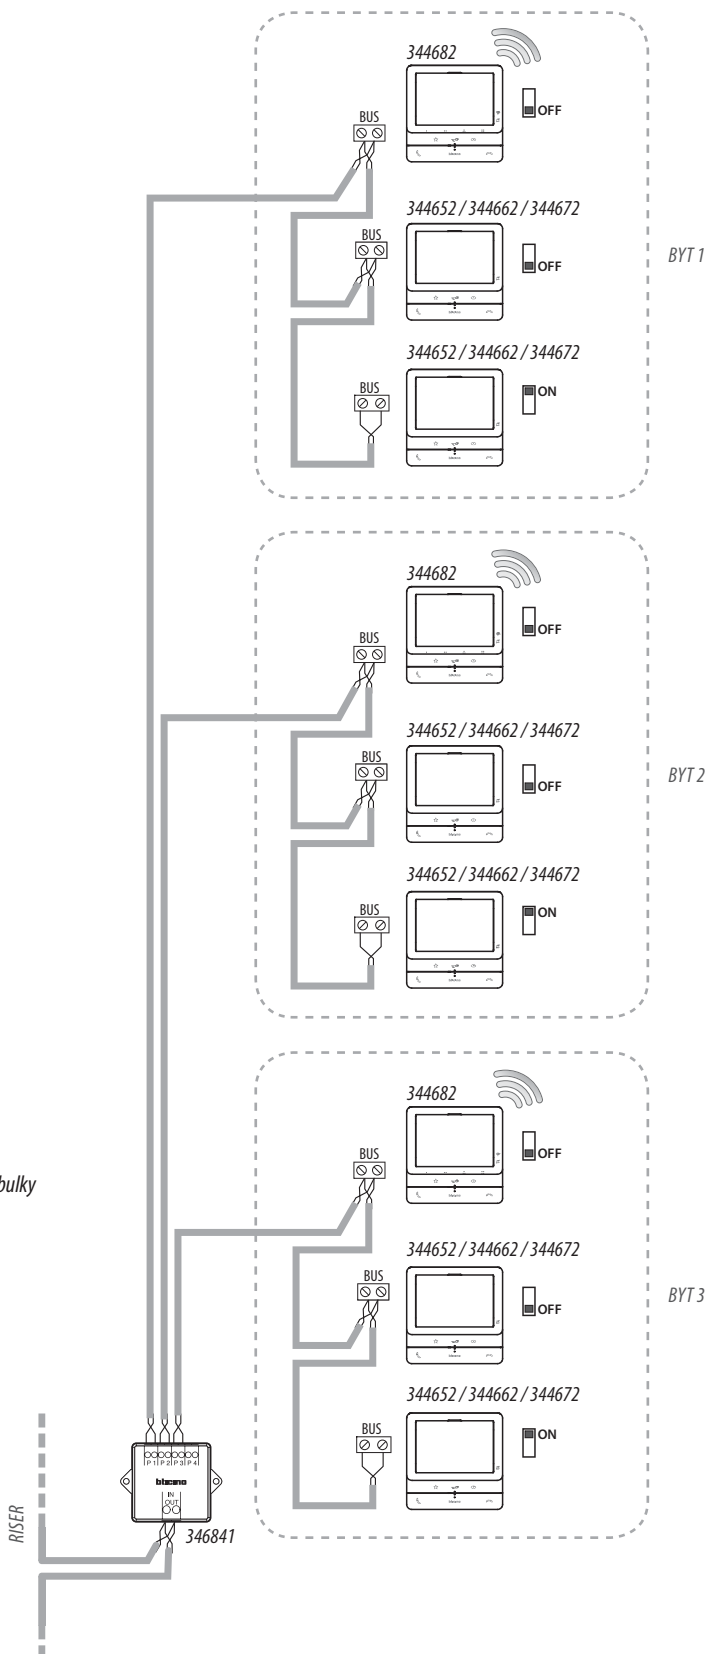 344682
OFF
BUS
344652 / 344662 / 344672
BUS
OFF
BYT 1
344652 / 344662 / 344672
BUS
ON
344682
OFF
BUS
344652 / 344662 / 344672
BUS
OFF
BYT 2
344652 / 344662 / 344672
BUS
ON
344682
OFF
BUS
bulky
344652 / 344662 / 344672
BUS
OFF
BYT 3
344652 / 344662 / 344672
BUS
ON
P1 P2 P3 P4
bticino
IN
OUT
RISER
346841